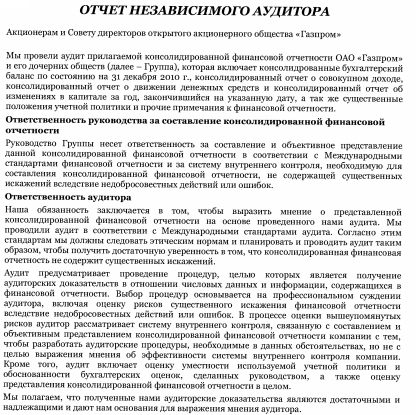 ОТЧЕТ НЕЗАВИСИМОГО АУДИТОРА
Акционерам и Совету директоров открытого акционерного общества «Газпром»
Мы провели аудит прилагаемой консолидированной финансовой отчетности ОАО «Газпром»
и его дочерних обществ (далее – Группа), которая включает консолидированный бухгалтерский
баланс по состоянию на 31 декабря 2010 г., консолидированный отчет о совокупном доходе,
консолидированный отчет о движении денежных средств и консолидированный отчет об
изменениях в капитале за год, закончившийся на указанную дату, а так же существенные
положения учетной политики и прочие примечания к финансовой отчетности.
Ответственность руководства за составление консолидированной финансовой
отчетности
Руководство Группы несет ответственность за составление и объективное представление
данной консолидированной финансовой отчетности в соответствии с Международными
стандартами финансовой отчетности и за систему внутреннего контроля, необходимую для
составления консолидированной финансовой отчетности, не содержащей существенных
искажений вследствие недобросовестных действий или ошибок.
Ответственность аудитора
Наша обязанность заключается в том, чтобы выразить мнение о представленной
консолидированной финансовой отчетности на основе проведенного нами аудита. Мы
проводили аудит в соответствии с Международными стандартами аудита. Согласно этим
стандартам мы должны следовать этическим нормам и планировать и проводить аудит таким
образом, чтобы получить достаточную уверенность в том, что консолидированная финансовая
отчетность не содержит существенных искажений.
Аудит предусматривает проведение процедур, целью которых является получение
аудиторских доказательств в отношении числовых данных и информации, содержащихся в
финансовой отчетности. Выбор процедур основывается на профессиональном суждении
аудитора, включая оценку рисков существенного искажения финансовой отчетности
вследствие недобросовестных действий или ошибок. В процессе оценки вышеупомянутых
рисков аудитор рассматривает систему внутреннего контроля, связанную с составлением и
объективным представлением консолидированной финансовой отчетности компании с тем,
чтобы разработать аудиторские процедуры, необходимые в данных обстоятельствах, но не с
целью выражения мнения об эффективности системы внутреннего контроля компании.
Кроме того, аудит включает оценку уместности используемой учетной политики и
обоснованности бухгалтерских оценок, сделанных руководством, а также оценку
представления консолидированной финансовой отчетности в целом.
Мы полагаем, что полученные нами аудиторские доказательства являются достаточными и
надлежащими и дают нам основания для выражения мнения аудитора.